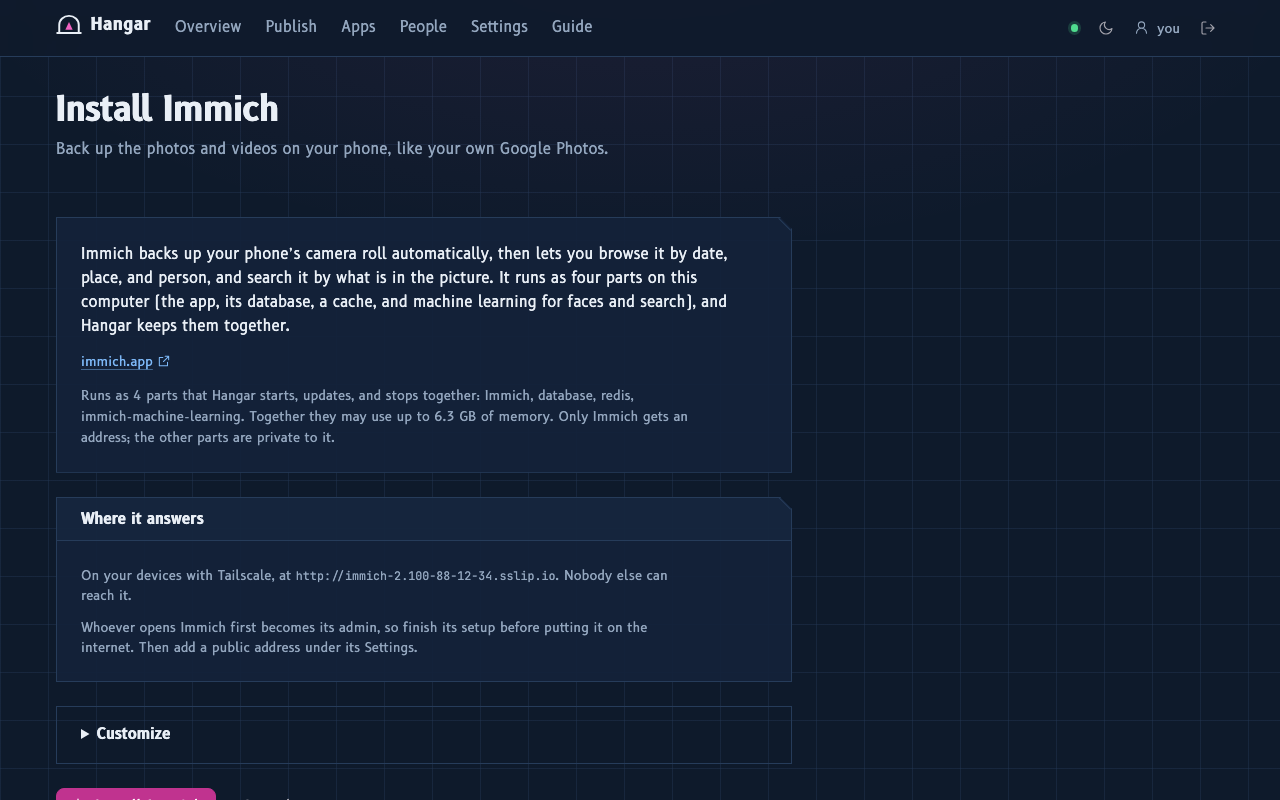 Hangar Overview Publish Apps People Settings Guide you
Install Immich
Back up the photos and videos on your phone, like your own Google Photos.
Immich backs up your phone's camera roll automatically, then lets you browse it by date,
place, and person, and search it by what is in the picture. It runs as four parts on this
computer (the app, its database, a cache, and machine learning for faces and search), and
Hangar keeps them together.
immich.app
Runs as 4 parts that Hangar starts, updates, and stops together: Immich, database, redis,
immich-machine-learning. Together they may use up to 6.3 GB of memory. Only Immich gets an
address; the other parts are private to it.
Where it answers
On your devices with Tailscale, at http://immich-2.100-88-12-34.sslip.io. Nobody else can
reach it.
Whoever opens Immich first becomes its admin, so finish its setup before putting it on the
internet. Then add a public address under its Settings.
Customize